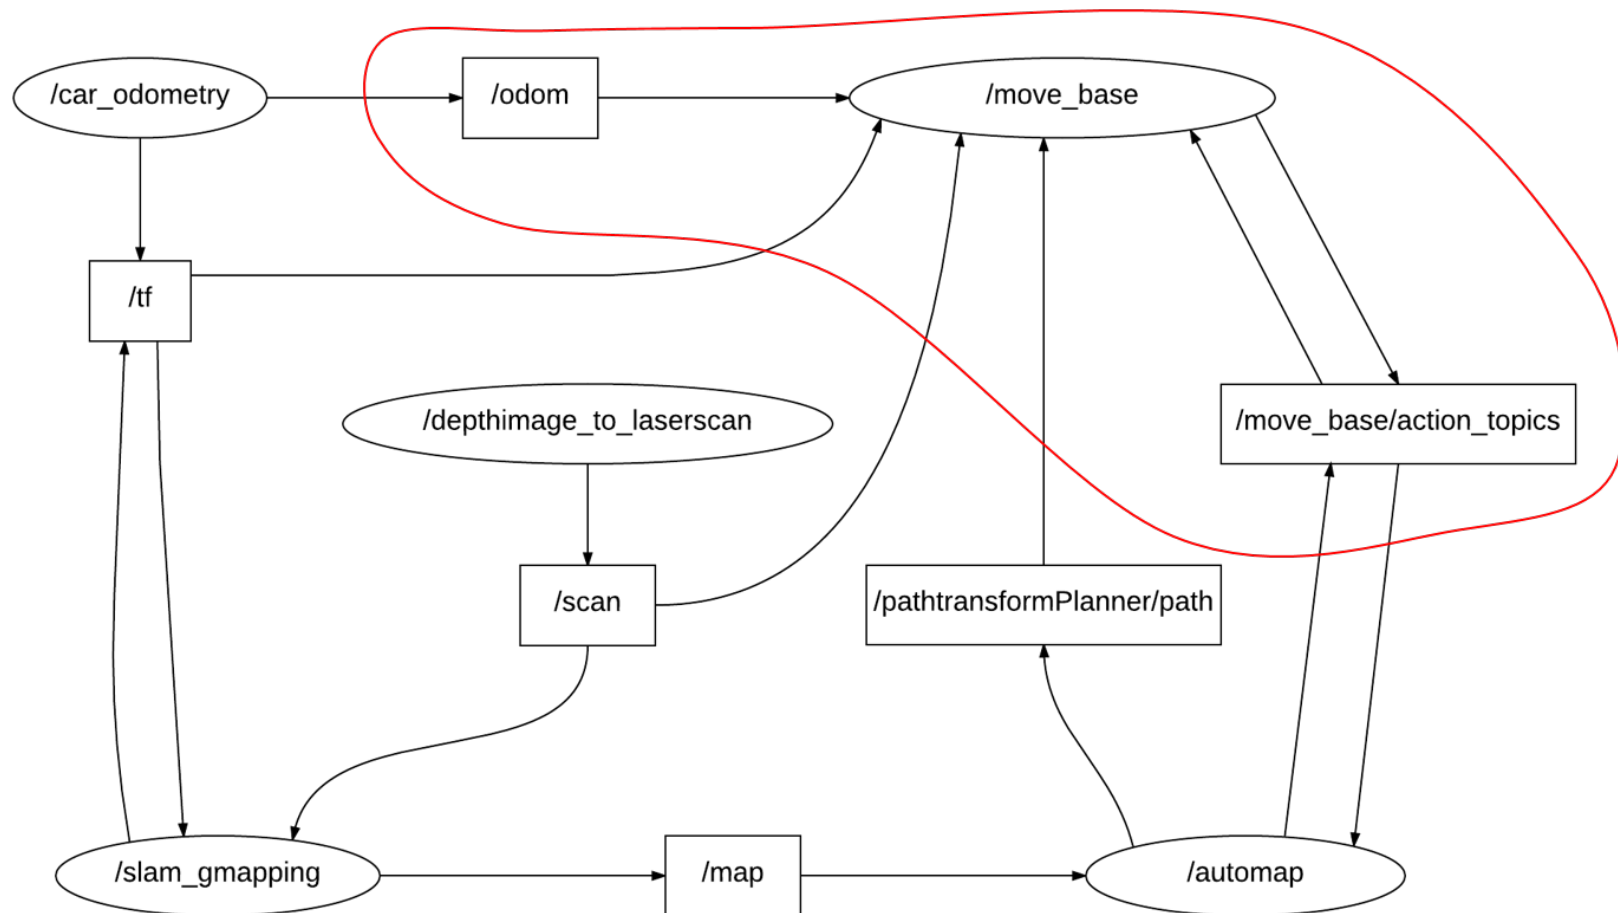 /car_odometry
/odom
/move_base
/tf
/depthimage_to_laserscan
/move_base/action_topics
/scan
/pathtransformPlanner/path
/slam_gmapping
/map
/automap